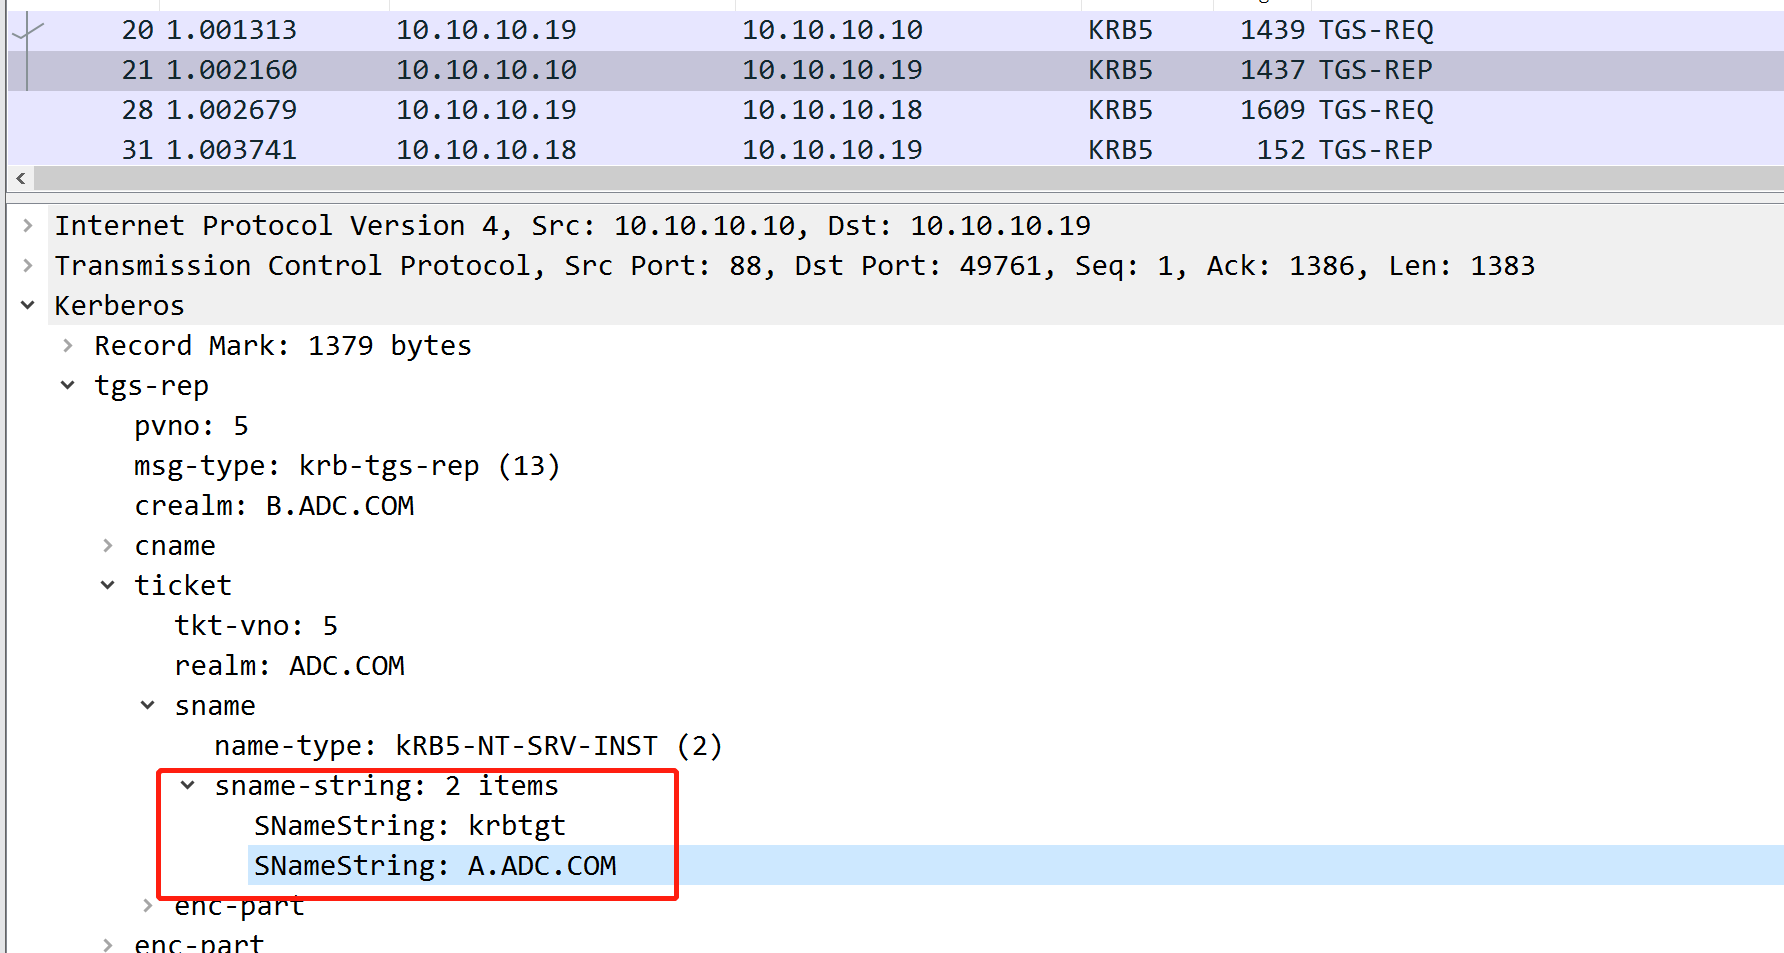 20 1.001313 10.10.10.19 10.10.10.10 KRB5 1439 TGS-REQ
21 1.002160 10.10.10.10 10.10.10.19 KRB5 1437 TGS-REP
28 1.002679 10.10.10.19 10.10.10.18 KRB5 1609 TGS-REQ
31 1.003741 10.10.10.18 10.10.10.19 KRB5 152 TGS-REP
Internet Protocol Version 4, Src: 10.10.10.10, Dst: 10.10.10.19
Transmission Control Protocol, Src Port: 88, Dst Port: 49761, Seq: 1, Ack: 1386, Len: 1383
Kerberos
Record Mark: 1379 bytes
tgs-rep
pvno: 5
msg-type: krb-tgs-rep (13)
crealm: B.ADC.COM
cname
ticket
tkt-vno: 5
realm: ADC.COM
sname
name-type: kRB5-NT-SRV-INST (2)
sname-string: 2 items
SNameString: krbtgt
SNameString: A.ADC.COM
enc-part
enc-part